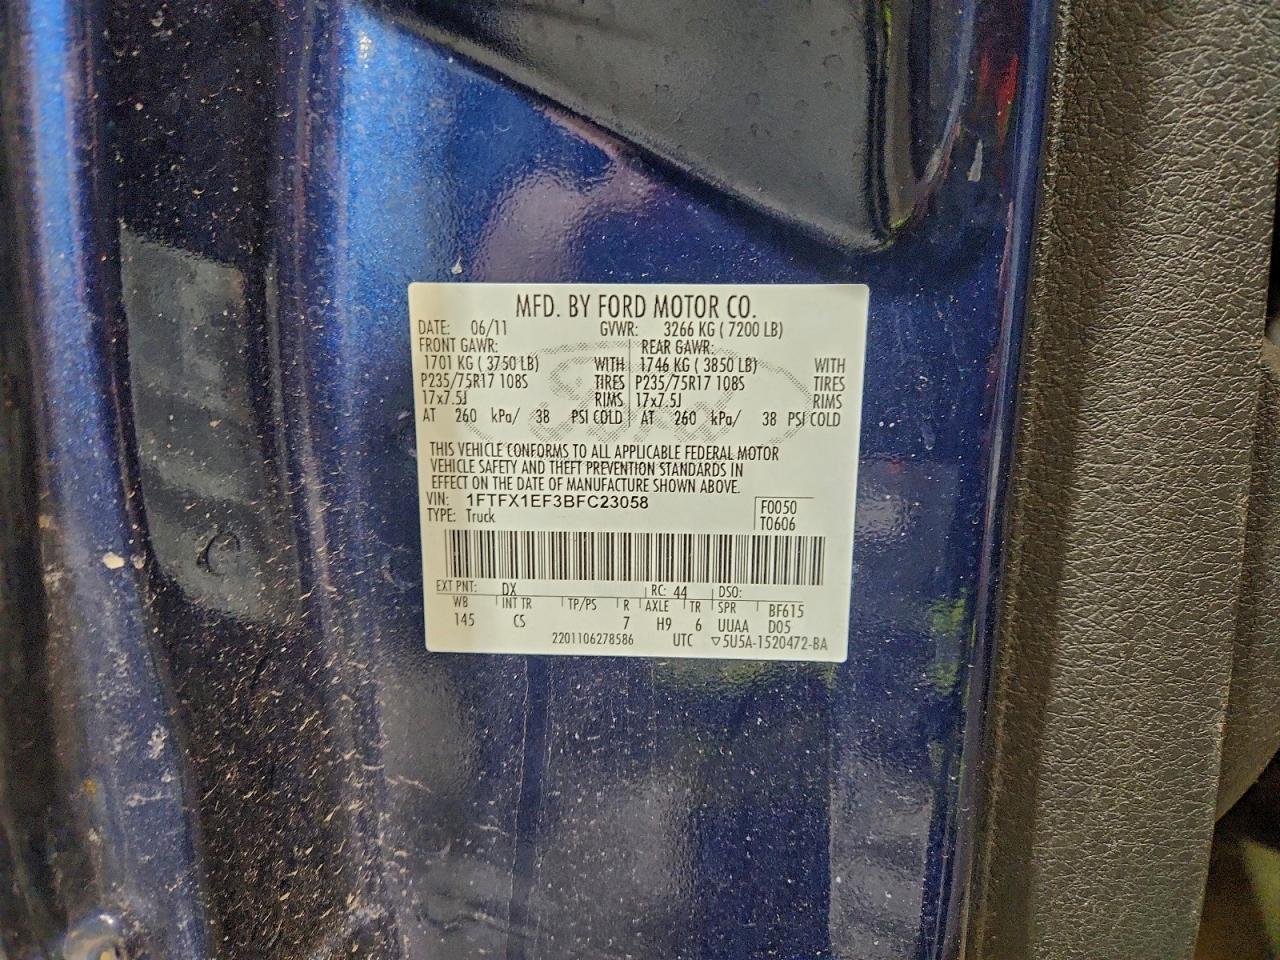 MFD. BY FORD MOTOR CO.
DATE: 06/11 GVWR: 3266 KG ( 7200 LB)
FRONT GAWR: REAR GAWR:
1701 KG ( 3750 LB) WITH 1746 KG ( 3850 LB) WITH
P235/75R17 108S TIRES P235/75R17 108S TIRES
17x7.5J RIMS 17x7.5J RIMS
AT 260 kPa/ 38 PSI COLD AT 260 kPa/ 38 PSI COLD
THIS VEHICLE CONFORMS TO ALL APPLICABLE FEDERAL MOTOR
VEHICLE SAFETY AND THEFT PREVENTION STANDARDS IN
EFFECT ON THE DATE OF MANUFACTURE SHOWN ABOVE.
VIN: 1FTFX1EF3BFC23058 F0050
TYPE: Truck T0606
EXT PNT: DX RC: 44 DSO:
WB INT TR TP/PS R AXLE TR SPR BF615
145 CS 7 H9 6 UUAA D05
2201106278586 UTC ▽5U5A-1520472-BA